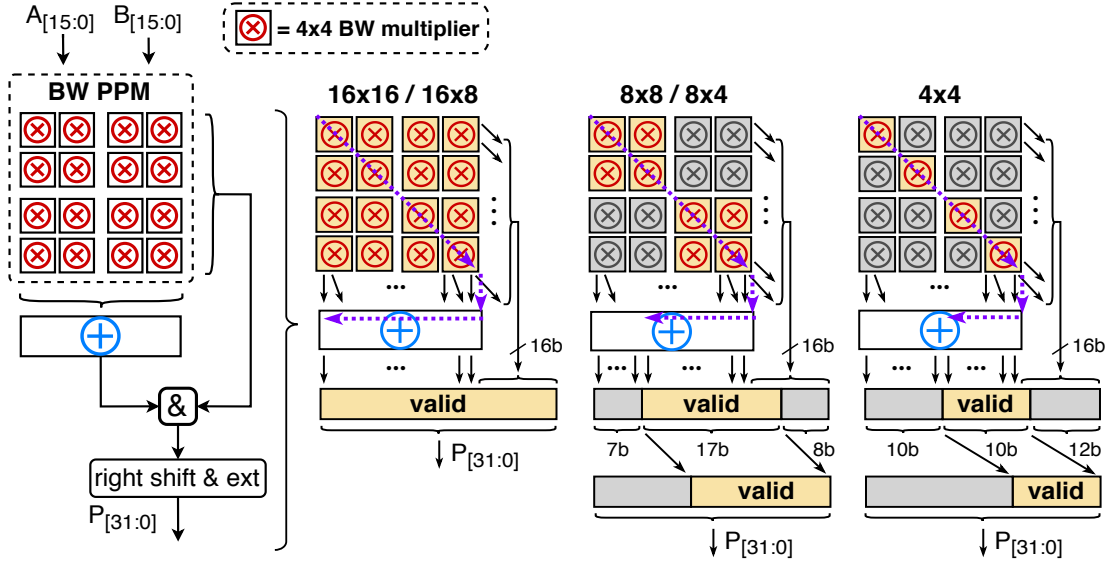 A[15:0] B[15:0]
= 4x4 BW multiplier
BW PPM
16x16 / 16x8
8x8 / 8x4
4x4
...
...
...
16b
16b
16b
&
... 
... ...
... ...
valid
valid
valid
7b 17b 8b
10b 10b 12b
right shift & ext
P[31:0]
P[31:0]
valid
valid
P[31:0]
P[31:0]